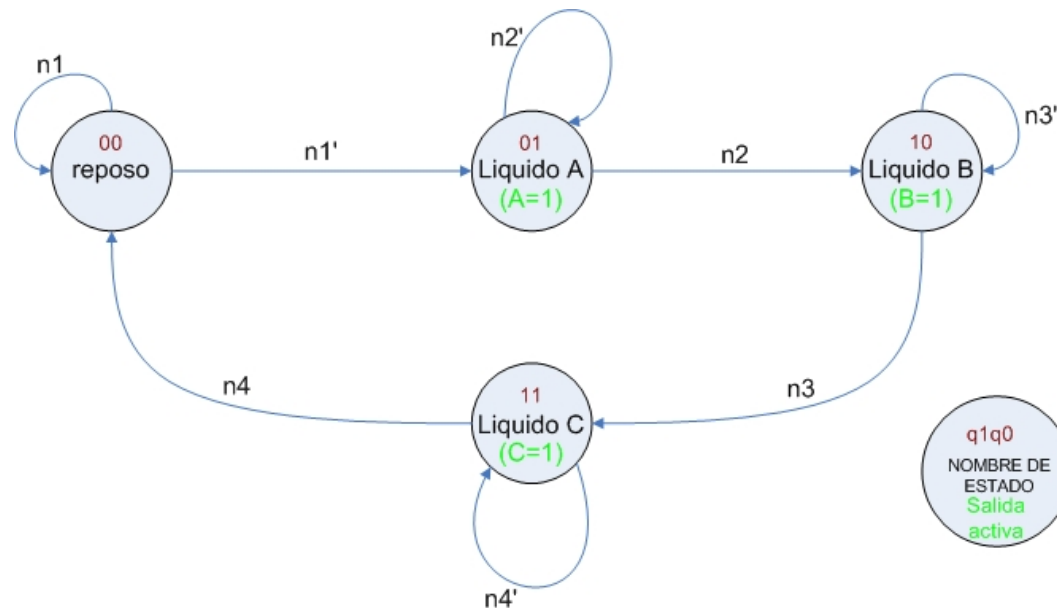 n2'
n1
n3'
00
reposo
n1'
01
Liquido A
(A=1)
n2
10
Liquido B
(B=1)
n4
11
Liquido C
(C=1)
n3
n4'
q1q0
NOMBRE DE
ESTADO
Salida
activa